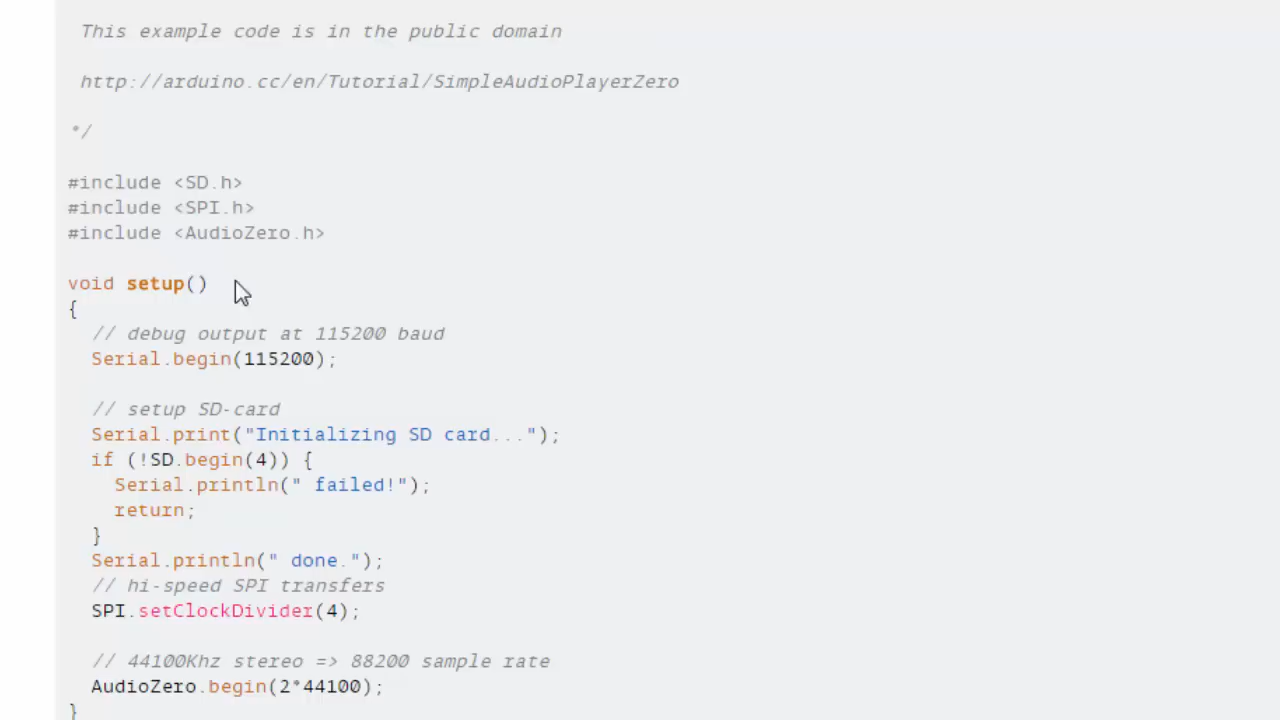 This example code is in the public domain
http://arduino.cc/en/Tutorial/SimpleAudioPlayerZero
*/
#include <SD.h>
#include <SPI.h>
#include <AudioZero.h>
void setup()
{
// debug output at 115200 baud
Serial.begin(115200);
// setup SD-card
Serial.print("Initializing SD card...");
if (!SD.begin(4)) {
Serial.println(" failed!");
return;
}
Serial.println(" done.");
// hi-speed SPI transfers
SPI.setClockDivider(4);
// 44100Khz stereo => 88200 sample rate
AudioZero.begin(2*44100);
}